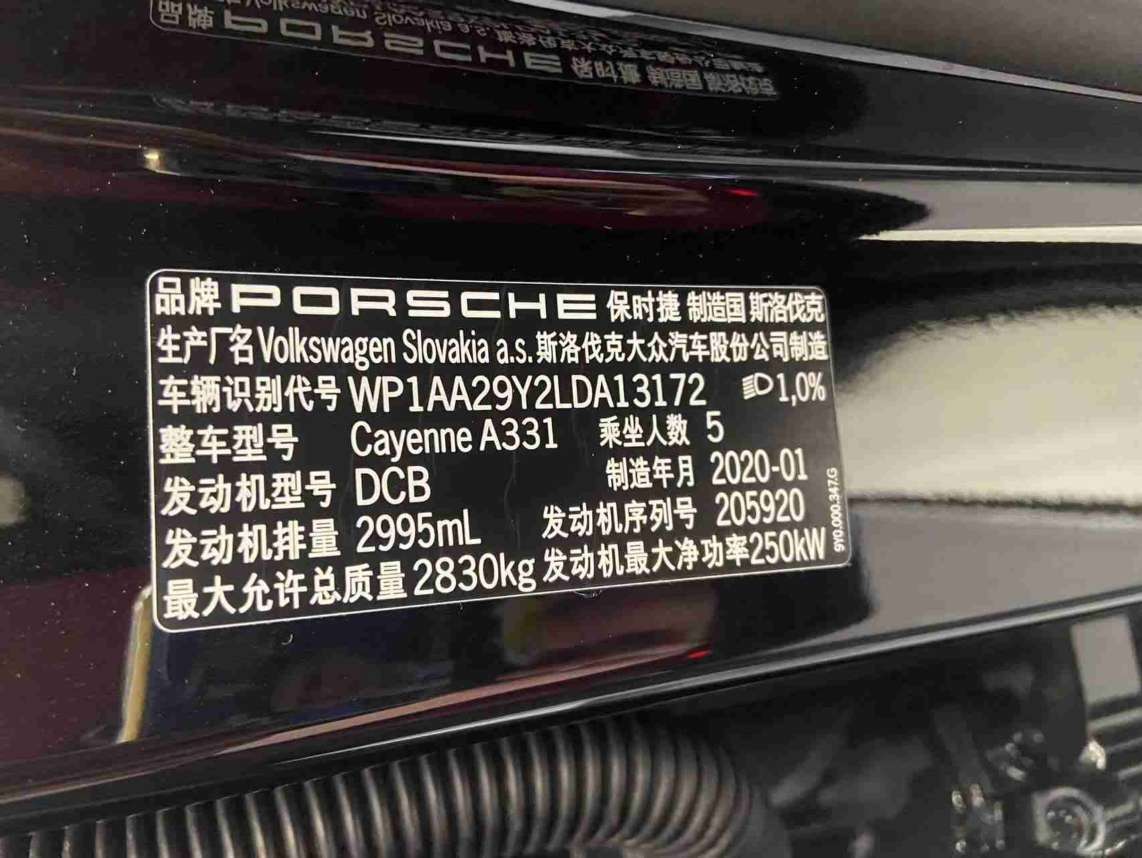 品牌 PORSCHE 保时捷 制造国 斯洛伐克
生产厂名 Volkswagen Slovakia a.s. 斯洛伐克大众汽车股份公司制造
车辆识别代号 WP1AA29Y2LDA13172 1,0%
整车型号 Cayenne A331 乘坐人数 5
发动机型号 DCB 制造年月 2020-01
发动机排量 2995mL 发动机序列号 205920
最大允许总质量 2830kg 发动机最大净功率 250kW
9Y0.000.347.G